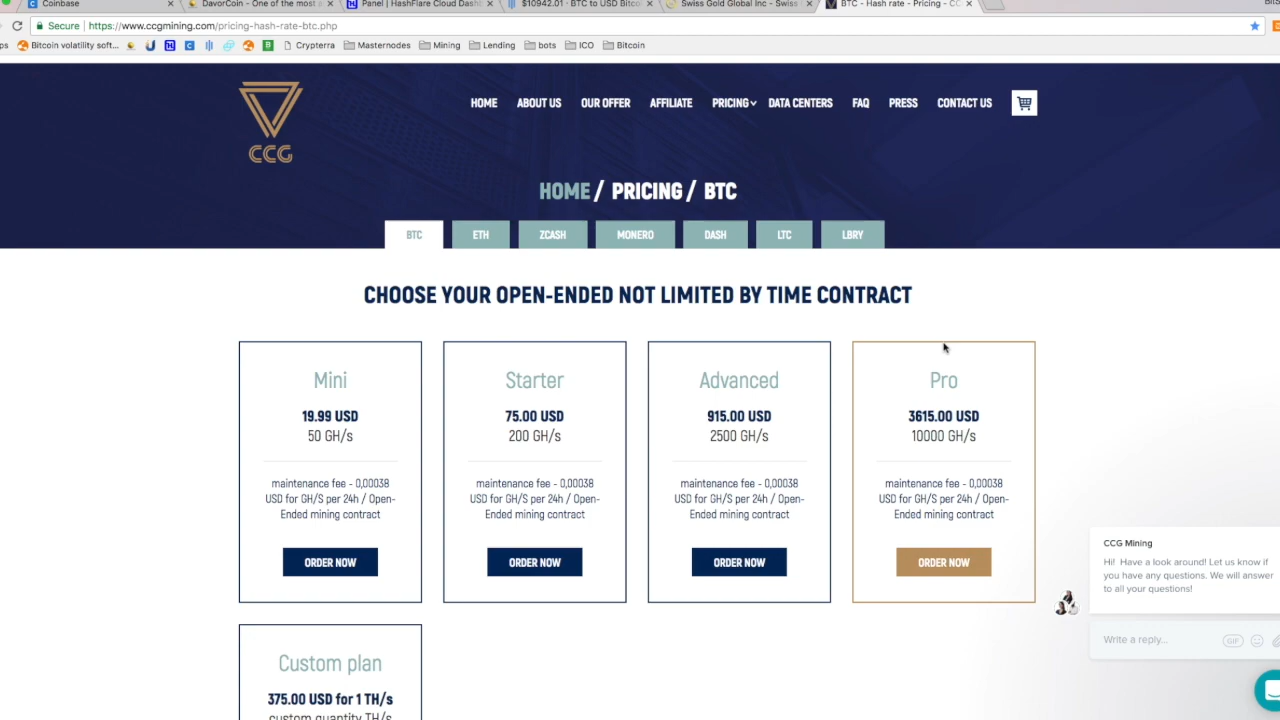 Coinbase
DavorCoin - One of the most a
Panel | HashFlare Cloud Dashb
$10942.01 · BTC to USD Bitcoin
Swiss Gold Global Inc - Swiss
BTC - Hash rate - Pricing - CC
Secure
https://www.ccgmining.com/pricing-hash-rate-btc.php
Bitcoin volatility soft...
Crypterra
Masternodes
Mining
Lending
bots
ICO
Bitcoin
CCG
HOME
ABOUT US
OUR OFFER
AFFILIATE
PRICING
DATA CENTERS
FAQ
PRESS
CONTACT US
HOME / PRICING / BTC
BTC
ETH
ZCASH
MONERO
DASH
LTC
LBRY
CHOOSE YOUR OPEN-ENDED NOT LIMITED BY TIME CONTRACT
Mini
19.99 USD
50 GH/s
maintenance fee - 0,00038
USD for GH/S per 24h / Open-
Ended mining contract
ORDER NOW
Starter
75.00 USD
200 GH/s
maintenance fee - 0,00038
USD for GH/S per 24h / Open-
Ended mining contract
ORDER NOW
Advanced
915.00 USD
2500 GH/s
maintenance fee - 0,00038
USD for GH/S per 24h / Open-
Ended mining contract
ORDER NOW
Pro
3615.00 USD
10000 GH/s
maintenance fee - 0,00038
USD for GH/S per 24h / Open-
Ended mining contract
ORDER NOW
Custom plan
375.00 USD for 1 TH/s
custom quantity TH/s
CCG Mining
Hi! Have a look around! Let us know if
you have any questions. We will answer
to all your questions!
Write a reply...
GIF